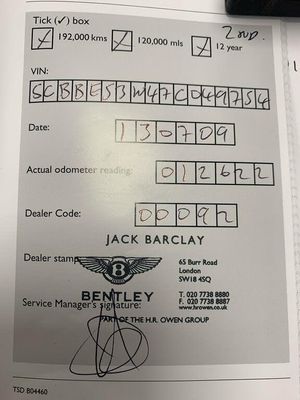 Tick (✓) box
2nd.
192,000 kms 120,000 mls 12 year
VIN:
SCBBE53W47C049754
Date:
130709
Actual odometer reading:
012622
Dealer Code:
00092
JACK BARCLAY
Dealer stamp
65 Burr Road
London
SW18 4SQ
BENTLEY
T. 020 7738 8880
F. 020 7738 8887
www.hrowen.co.uk
Service Manager's signature:
PART OF THE H.R. OWEN GROUP
TSD B04460